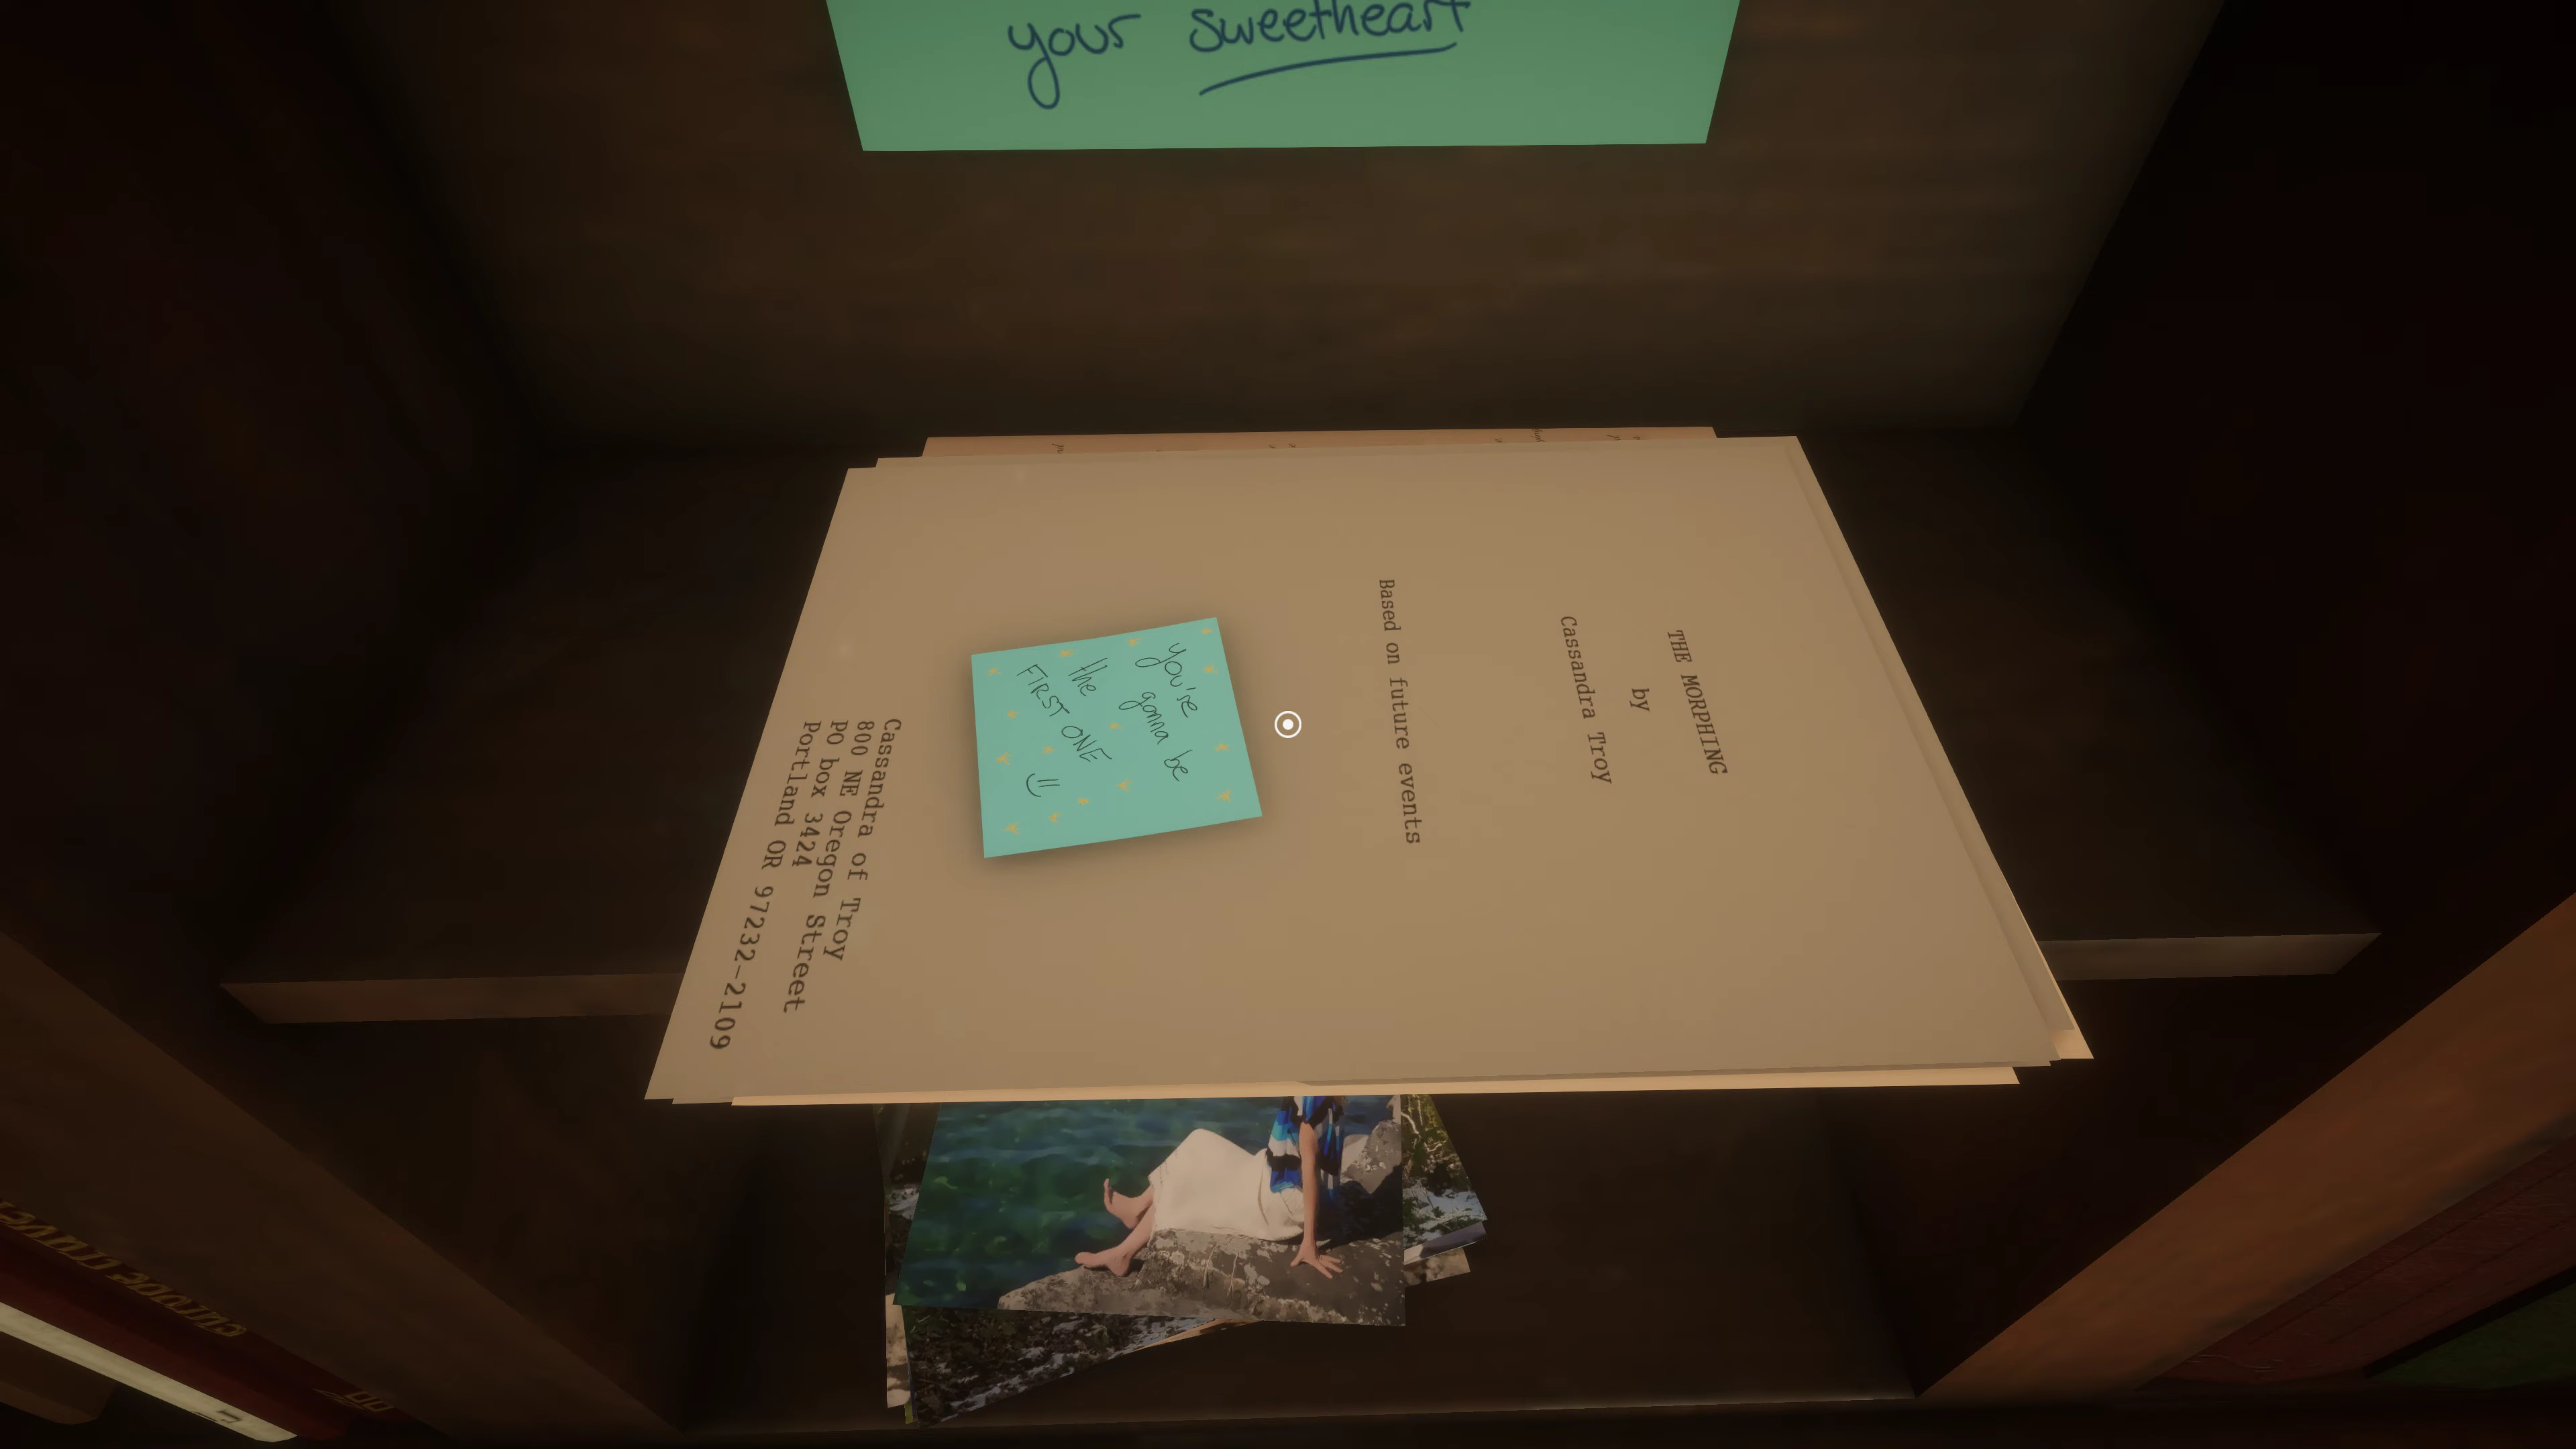 your sweetheart
THE MORPHING
by
Cassandra Troy
Based on future events
you're
gonna be
the
FIRST ONE
Cassandra of Troy
800 NE Oregon Street
PO box 3424
Portland OR 97232-2109